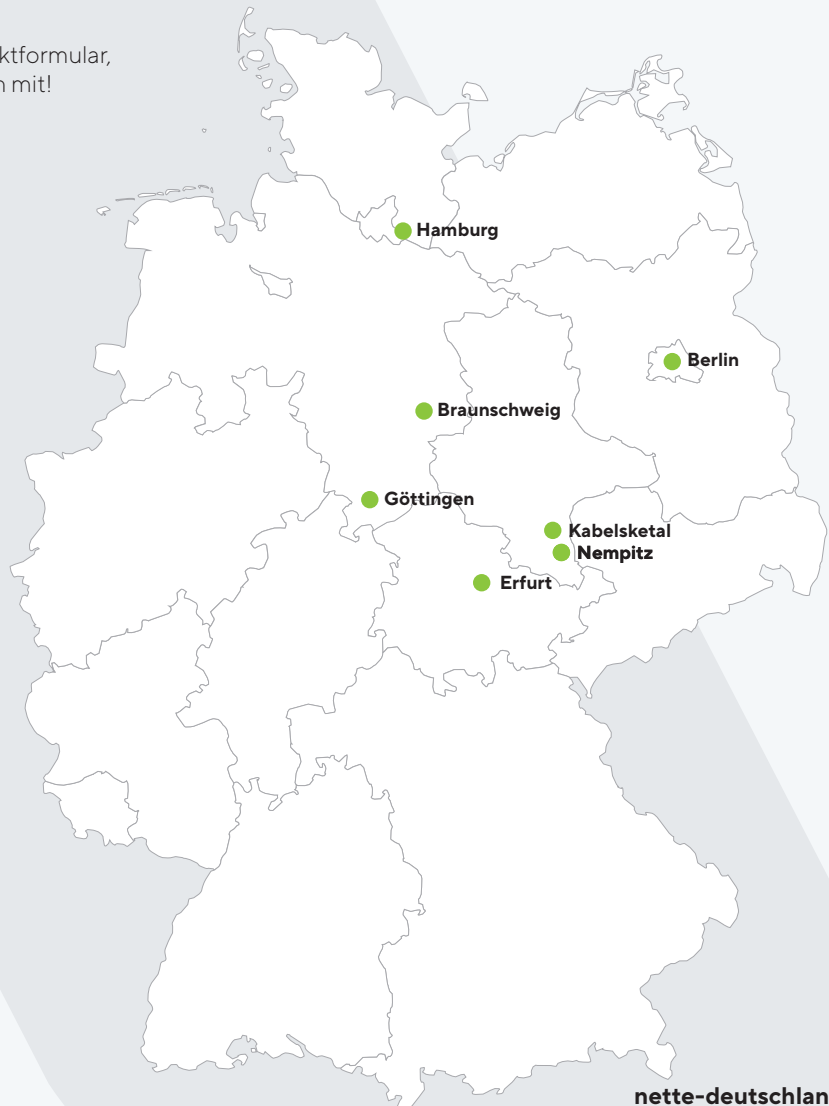 ktformular,
mit!
Hamburg
Berlin
Braunschweig
Göttingen
Kabelsketal
Nempitz
Erfurt
nette-deutschlan